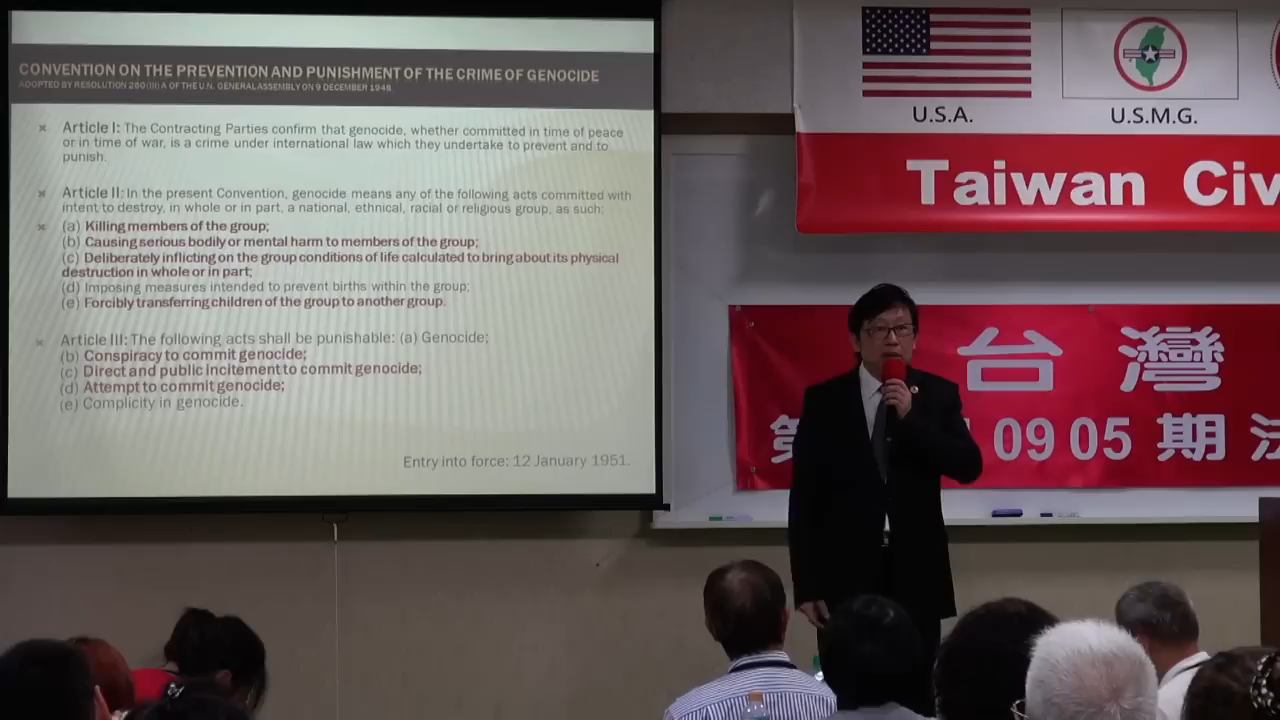 CONVENTION ON THE PREVENTION AND PUNISHMENT OF THE CRIME OF GENOCIDE
ADOPTED BY RESOLUTION 260(III) A OF THE U.N. GENERAL ASSEMBLY ON 9 DECEMBER 1948
Article I: The Contracting Parties confirm that genocide, whether committed in time of peace
or in time of war, is a crime under international law which they undertake to prevent and to
punish.
Article II: In the present Convention, genocide means any of the following acts committed with
intent to destroy, in whole or in part, a national, ethnical, racial or religious group, as such:
(a) Killing members of the group;
(b) Causing serious bodily or mental harm to members of the group;
(c) Deliberately inflicting on the group conditions of life calculated to bring about its physical
destruction in whole or in part;
(d) Imposing measures intended to prevent births within the group;
(e) Forcibly transferring children of the group to another group.
Article III: The following acts shall be punishable: (a) Genocide;
(b) Conspiracy to commit genocide;
(c) Direct and public incitement to commit genocide;
(d) Attempt to commit genocide;
(e) Complicity in genocide.
Entry into force: 12 January 1951.
U.S.A. U.S.M.G.
Taiwan Civ
台灣
第 0905期 法